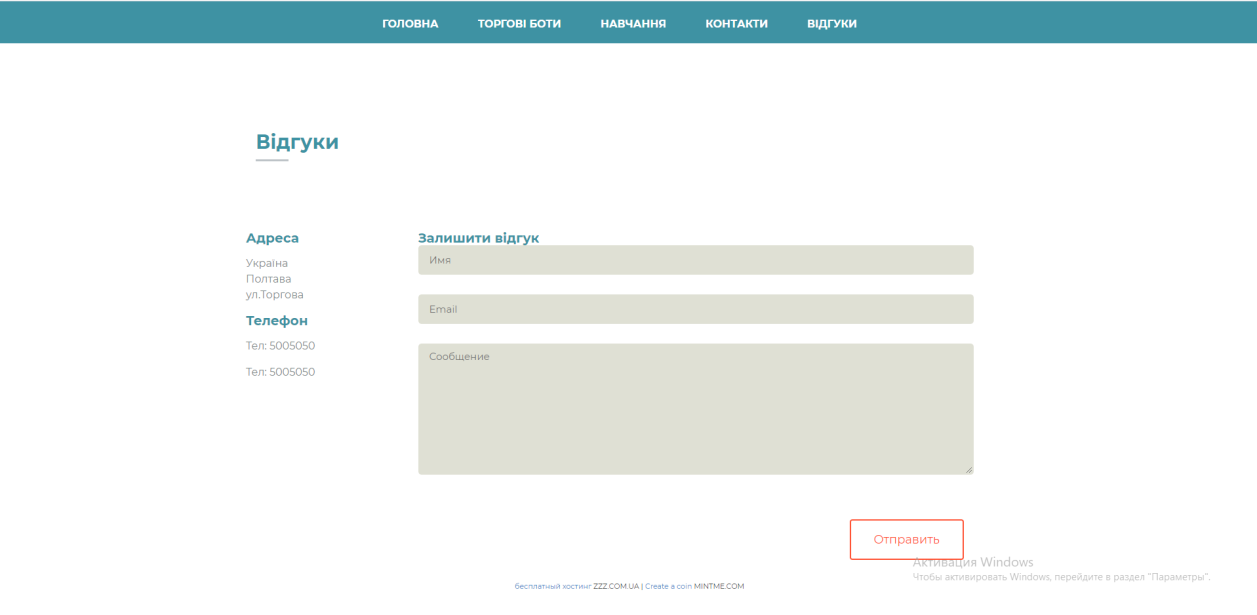 ГОЛОВНА ТОРГОВІ БОТИ НАВЧАННЯ КОНТАКТИ ВІДГУКИ
Відгуки
Адреса
Україна
Полтава
ул.Торгова
Телефон
Тел: 5005050
Тел: 5005050
Залишити відгук
Имя
Email
Сообщение
Отправить
Активация Windows
Чтобы активировать Windows, перейдите в раздел "Параметры".
бесплатный хостинг ZZZ.COM.UA | Create a coin MINTME.COM